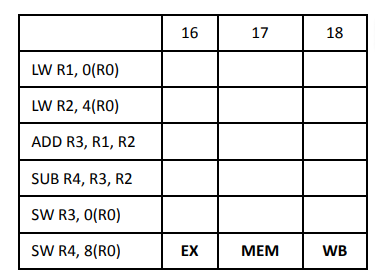 16 17 18
LW R1, 0(R0)
LW R2, 4(R0)
ADD R3, R1, R2
SUB R4, R3, R2
SW R3, 0(R0)
SW R4, 8(R0) EX MEM WB